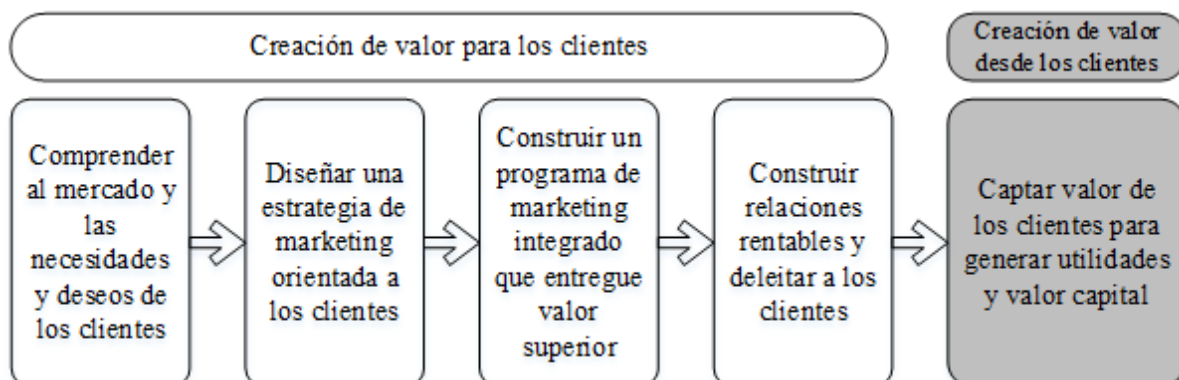 Creación de valor para los clientes
Creación de valor
desde los clientes
Comprender
al mercado y
las
necesidades
y deseos de
los clientes
Diseñar una
estrategia de
marketing
orientada a
los clientes
Construir un
programa de
marketing
integrado
que entregue
valor
superior
Construir
relaciones
rentables y
deleitar a los
clientes
Captar valor de
los clientes para
generar utilidades
y valor capital